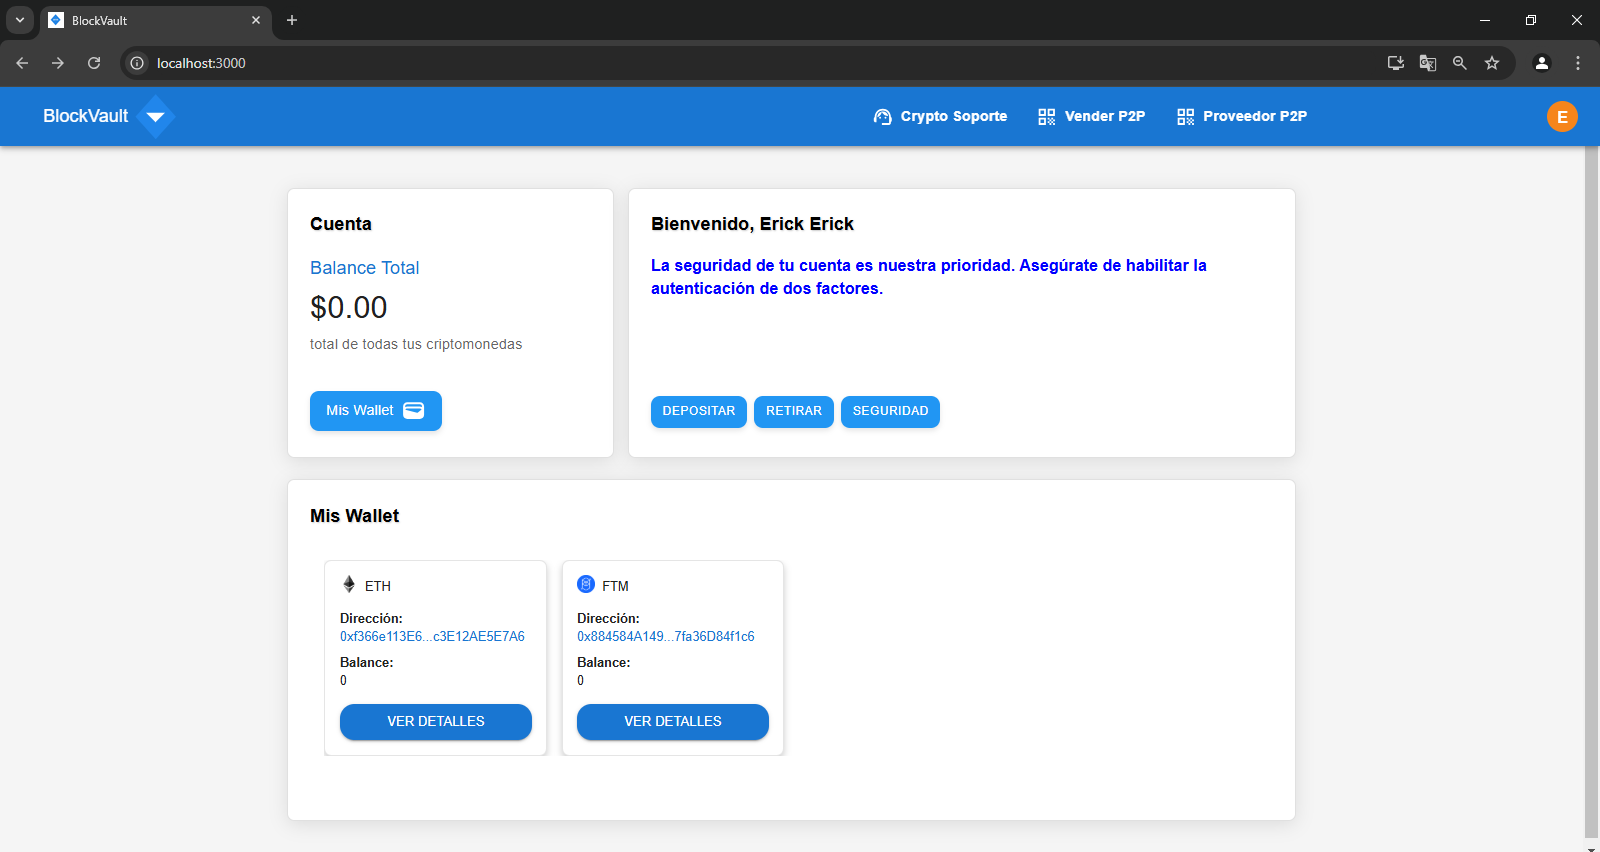 BlockVault
localhost:3000
BlockVault
Crypto Soporte
Vender P2P
Proveedor P2P
E
Cuenta
Balance Total
$0.00
total de todas tus criptomonedas
Mis Wallet
Bienvenido, Erick Erick
La seguridad de tu cuenta es nuestra prioridad. Asegúrate de habilitar la
autenticación de dos factores.
DEPOSITAR
RETIRAR
SEGURIDAD
Mis Wallet
ETH
Dirección:
0xf366e113E6...c3E12AE5E7A6
Balance:
0
VER DETALLES
FTM
Dirección:
0x884584A149...7fa36D84f1c6
Balance:
0
VER DETALLES